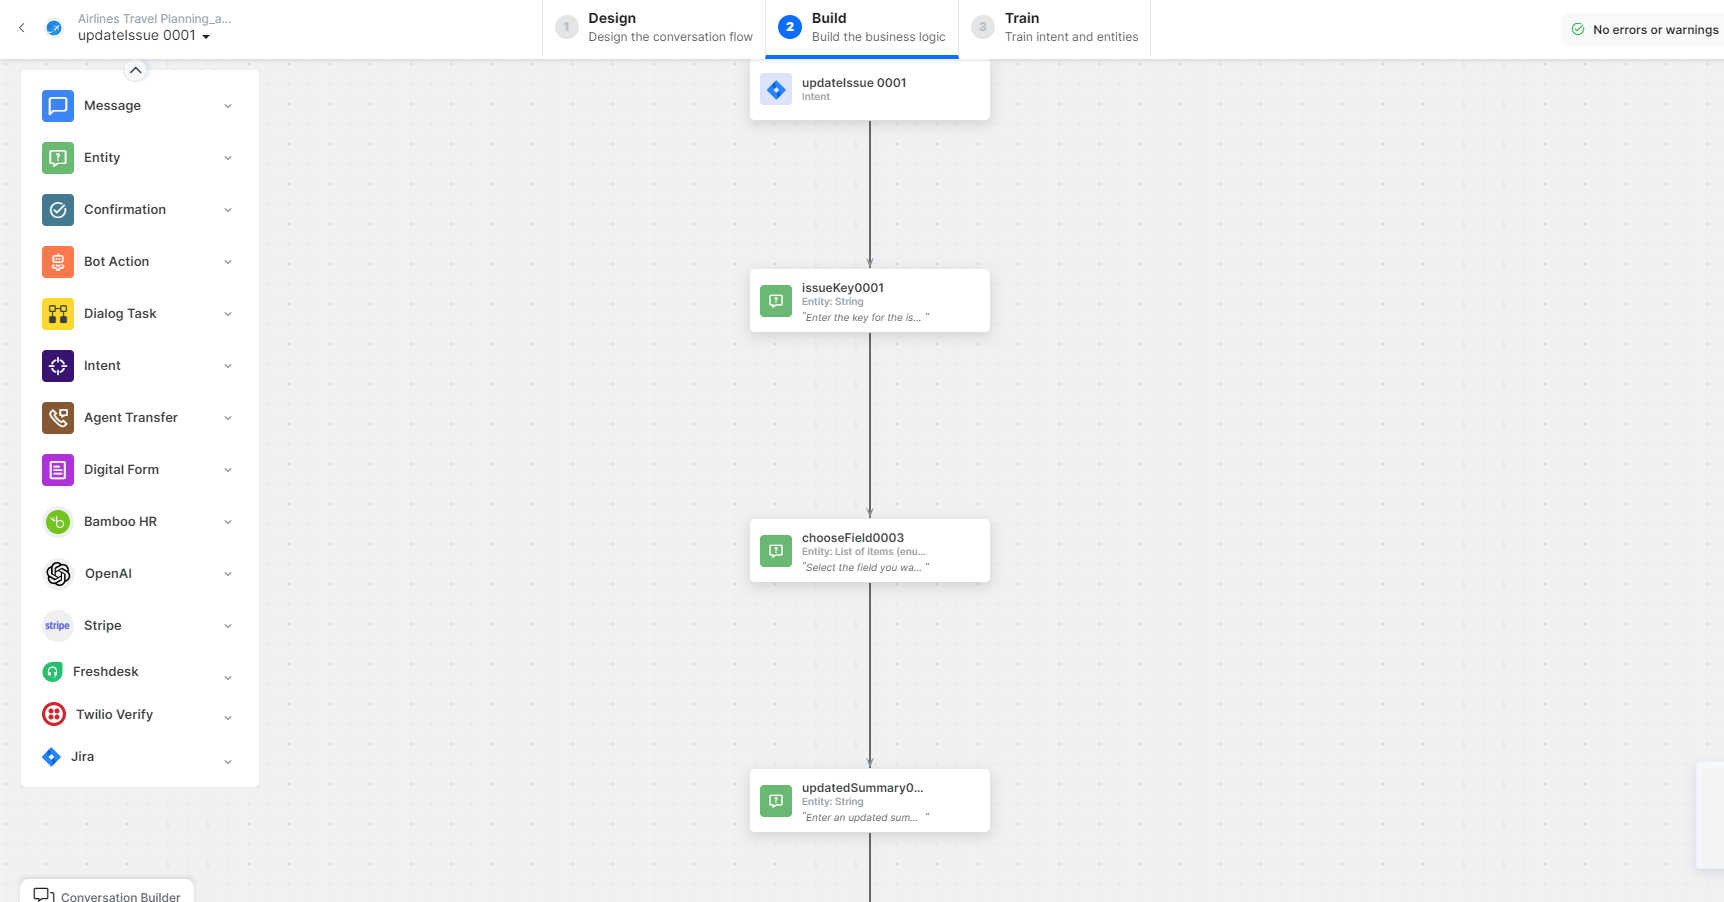 Airlines Travel Planning_a...
updateIssue 0001
1
Design
Design the conversation flow
2
Build
Build the business logic
3
Train
Train intent and entities
No errors or warnings
Message
Entity
Confirmation
Bot Action
Dialog Task
Intent
Agent Transfer
Digital Form
Bamboo HR
OpenAI
stripe
Stripe
Freshdesk
Twilio Verify
Jira
Conversation Builder
updateIssue 0001
Intent
issueKey0001
Entity: String
"Enter the key for the is... "
chooseField0003
Entity: List of items (enu...
"Select the field you wa... "
updatedSummary0...
Entity: String
"Enter an updated sum... "